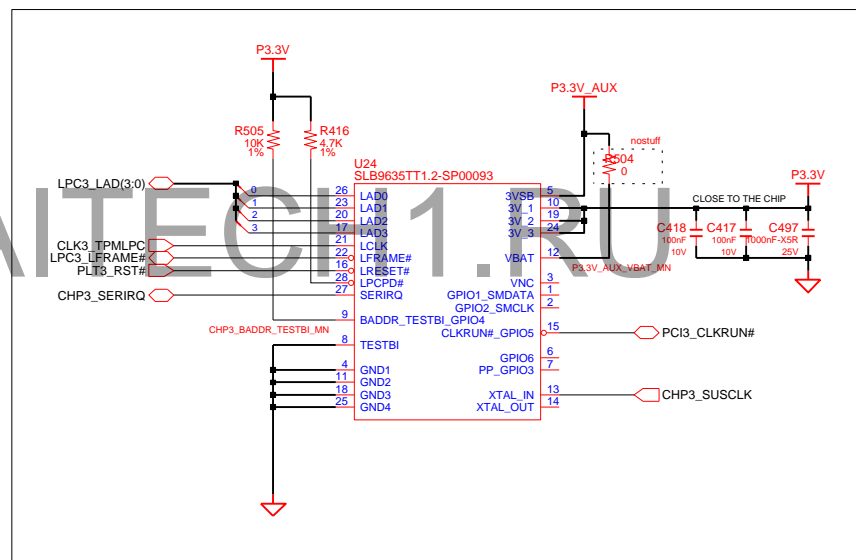 P3.3V
P3.3V_AUX
R505
10K
1%
R416
4.7K
1%
nostuff
R504
0
U24
SLB9635TT1.2-SP00093
P3.3V
LPC3_LAD(3:0)
0
1
2
3
26 LAD0
23 LAD1
20 LAD2
17 LAD3
CLK3_TPMLPC 21 LCLK
LPC3_LFRAME# 22 LFRAME#
PLT3_RST# 16 LRESET#
28 LPCPD#
CHP3_SERIRQ 27 SERIRQ
9 BADDR_TESTBI_GPIO4
CHP3_BADDR_TESTBI_MN
8 TESTBI
4 GND1
11 GND2
18 GND3
25 GND4
3VSB 5
3V_1 10
3V_2 19
3V_3 24
VBAT 12
P3.3V_AUX_VBAT_MN
VNC 3
GPIO1_SMDATA 1
GPIO2_SMCLK 2
CLKRUN#_GPIO5 15 PCI3_CLKRUN#
GPIO6 6
PP_GPIO3 7
XTAL_IN 13 CHP3_SUSCLK
XTAL_OUT 14
CLOSE TO THE CHIP
C418
100nF
10V
C417
100nF
10V
C497
25V
AITECH1.RU